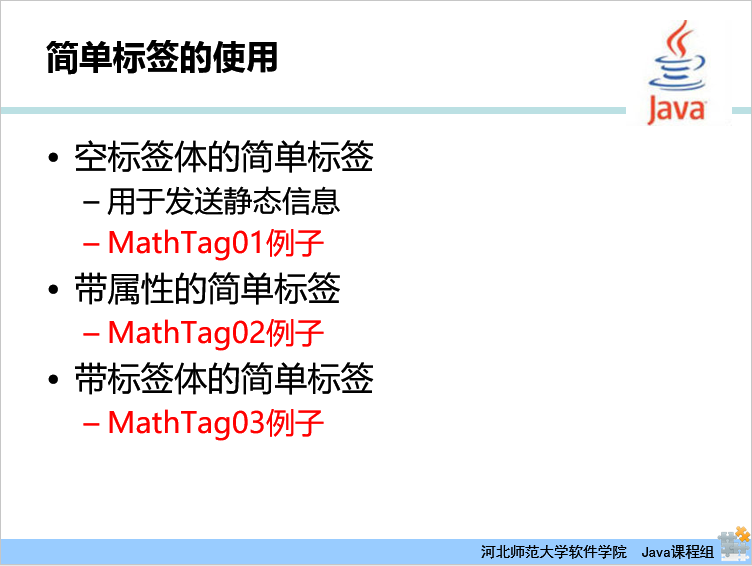 简单标签的使用
Java
• 空标签体的简单标签
– 用于发送静态信息
– MathTag01例子
• 带属性的简单标签
– MathTag02例子
• 带标签体的简单标签
– MathTag03例子
河北师范大学软件学院 Java课程组